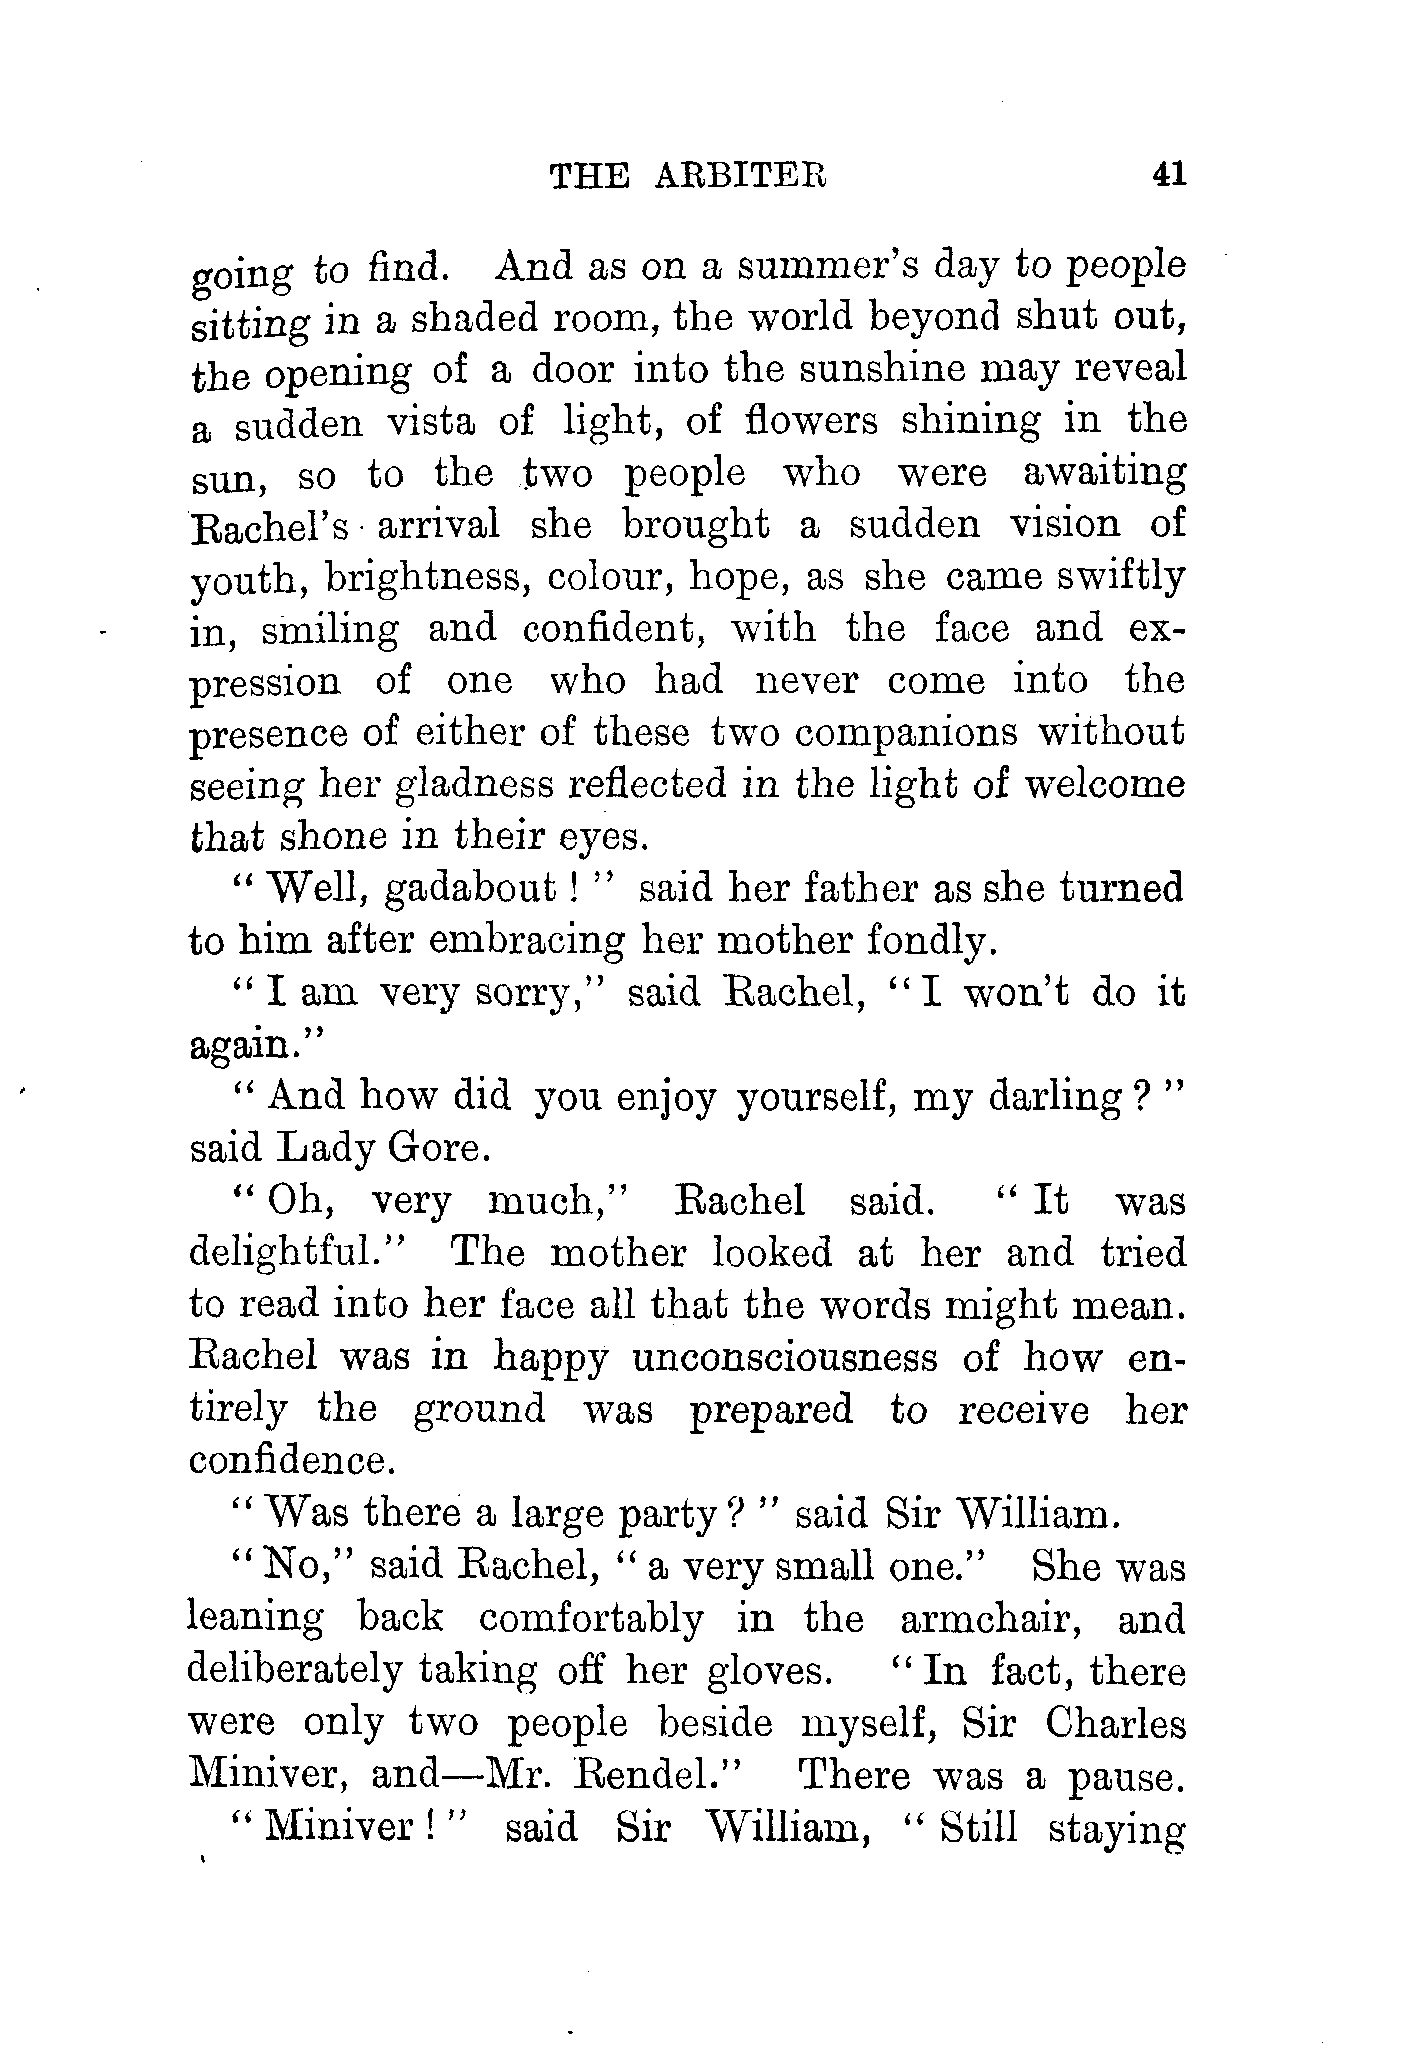 THE ARBITER 41
going to find. And as on a summer's day to people
sitting in a shaded room, the world beyond shut out,
the opening of a door into the sunshine may reveal
a sudden vista of light, of flowers shining in the
sun, so to the two people who were awaiting
Rachel's arrival she brought a sudden vision of
youth, brightness, colour, hope, as she came swiftly
in, smiling and confident, with the face and ex-
pression of one who had never come into the
presence of either of these two companions without
seeing her gladness reflected in the light of welcome
that shone in their eyes.
" Well, gadabout ! " said her father as she turned
to him after embracing her mother fondly.
" I am very sorry," said Rachel, " I won't do it
again."
" And how did you enjoy yourself, my darling ? "
said Lady Gore.
" Oh, very much," Rachel said. " It was
delightful." The mother looked at her and tried
to read into her face all that the words might mean.
Rachel was in happy unconsciousness of how en-
tirely the ground was prepared to receive her
confidence.
" Was there a large party ? " said Sir William.
" No," said Rachel, " a very small one." She was
leaning back comfortably in the armchair, and
deliberately taking off her gloves. " In fact, there
were only two people beside myself, Sir Charles
Miniver, and—Mr. Rendel." There was a pause.
" Miniver ! " said Sir William, " Still staying